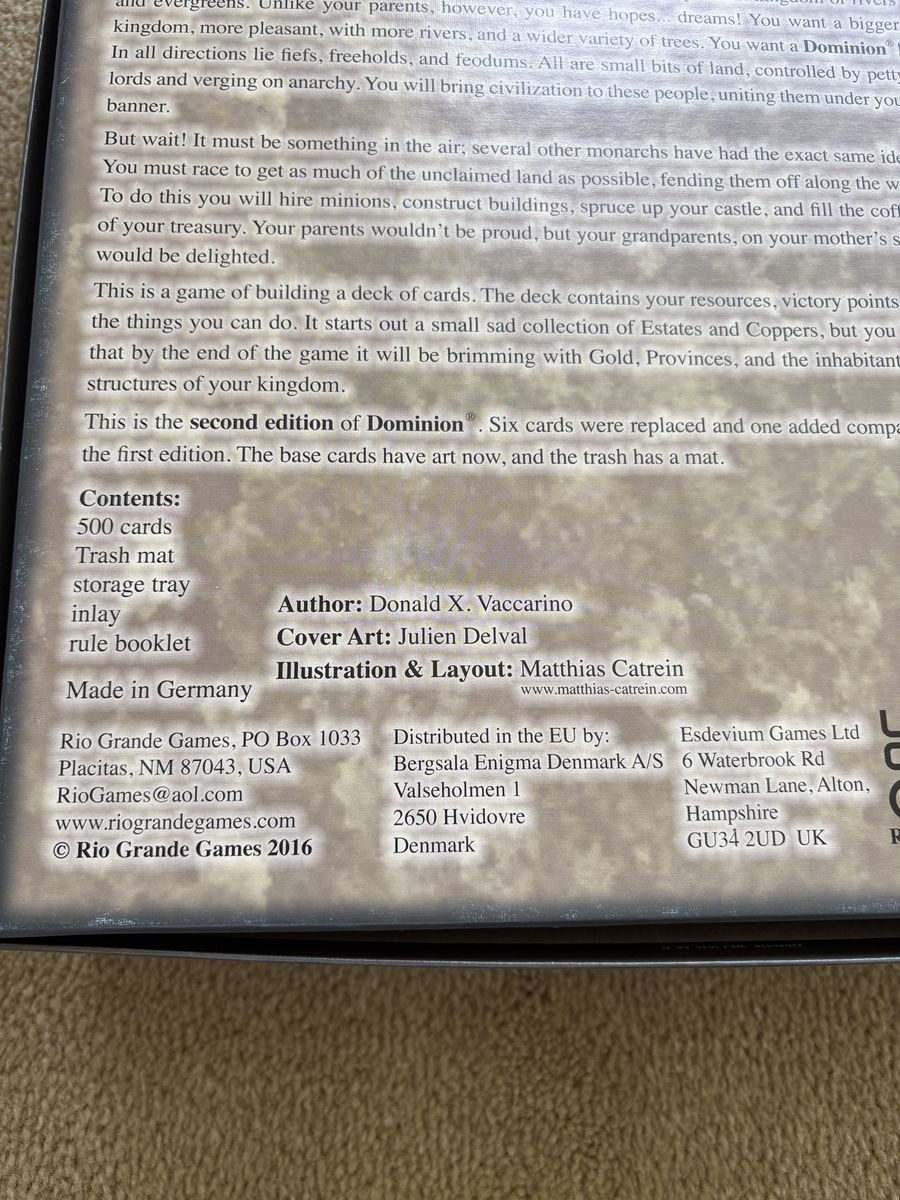 and evergreens. Unlike your parents, however, you have hopes... dreams! You want a bigger
kingdom, more pleasant, with more rivers, and a wider variety of trees. You want a Dominion®
In all directions lie fiefs, freeholds, and feodums. All are small bits of land, controlled by petty
lords and verging on anarchy. You will bring civilization to these people, uniting them under you
banner.
But wait! It must be something in the air; several other monarchs have had the exact same ide
You must race to get as much of the unclaimed land as possible, fending them off along the w
To do this you will hire minions, construct buildings, spruce up your castle, and fill the coff
of your treasury. Your parents wouldn't be proud, but your grandparents, on your mother's s
would be delighted.
This is a game of building a deck of cards. The deck contains your resources, victory points
the things you can do. It starts out a small sad collection of Estates and Coppers, but you
that by the end of the game it will be brimming with Gold, Provinces, and the inhabitant
structures of your kingdom.
This is the second edition of Dominion®. Six cards were replaced and one added compa
the first edition. The base cards have art now, and the trash has a mat.
Contents:
500 cards
Trash mat
storage tray
inlay
rule booklet
Made in Germany
Author: Donald X. Vaccarino
Cover Art: Julien Delval
Illustration & Layout: Matthias Catrein
www.matthias-catrein.com
Rio Grande Games, PO Box 1033
Placitas, NM 87043, USA
RioGames@aol.com
www.riograndegames.com
© Rio Grande Games 2016
Distributed in the EU by:
Bergsala Enigma Denmark A/S
Valseholmen 1
2650 Hvidovre
Denmark
Esdevium Games Ltd
6 Waterbrook Rd
Newman Lane, Alton,
Hampshire
GU34 2UD UK